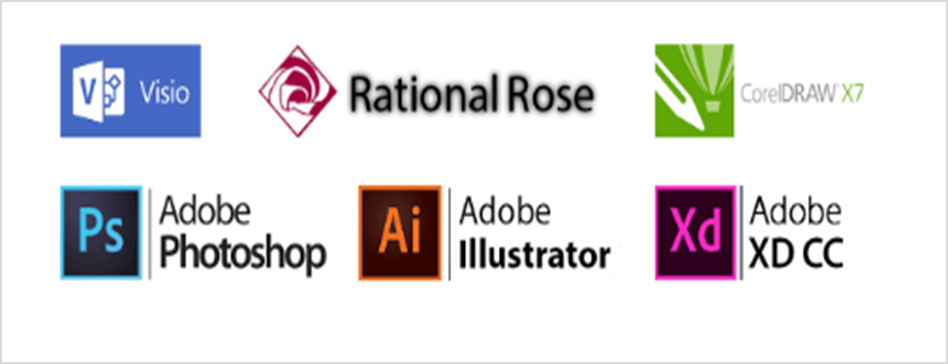 V Visio
Rational Rose
CorelDRAW X7
Ps Adobe
Photoshop
Ai Adobe
Illustrator
Xd Adobe
XD CC